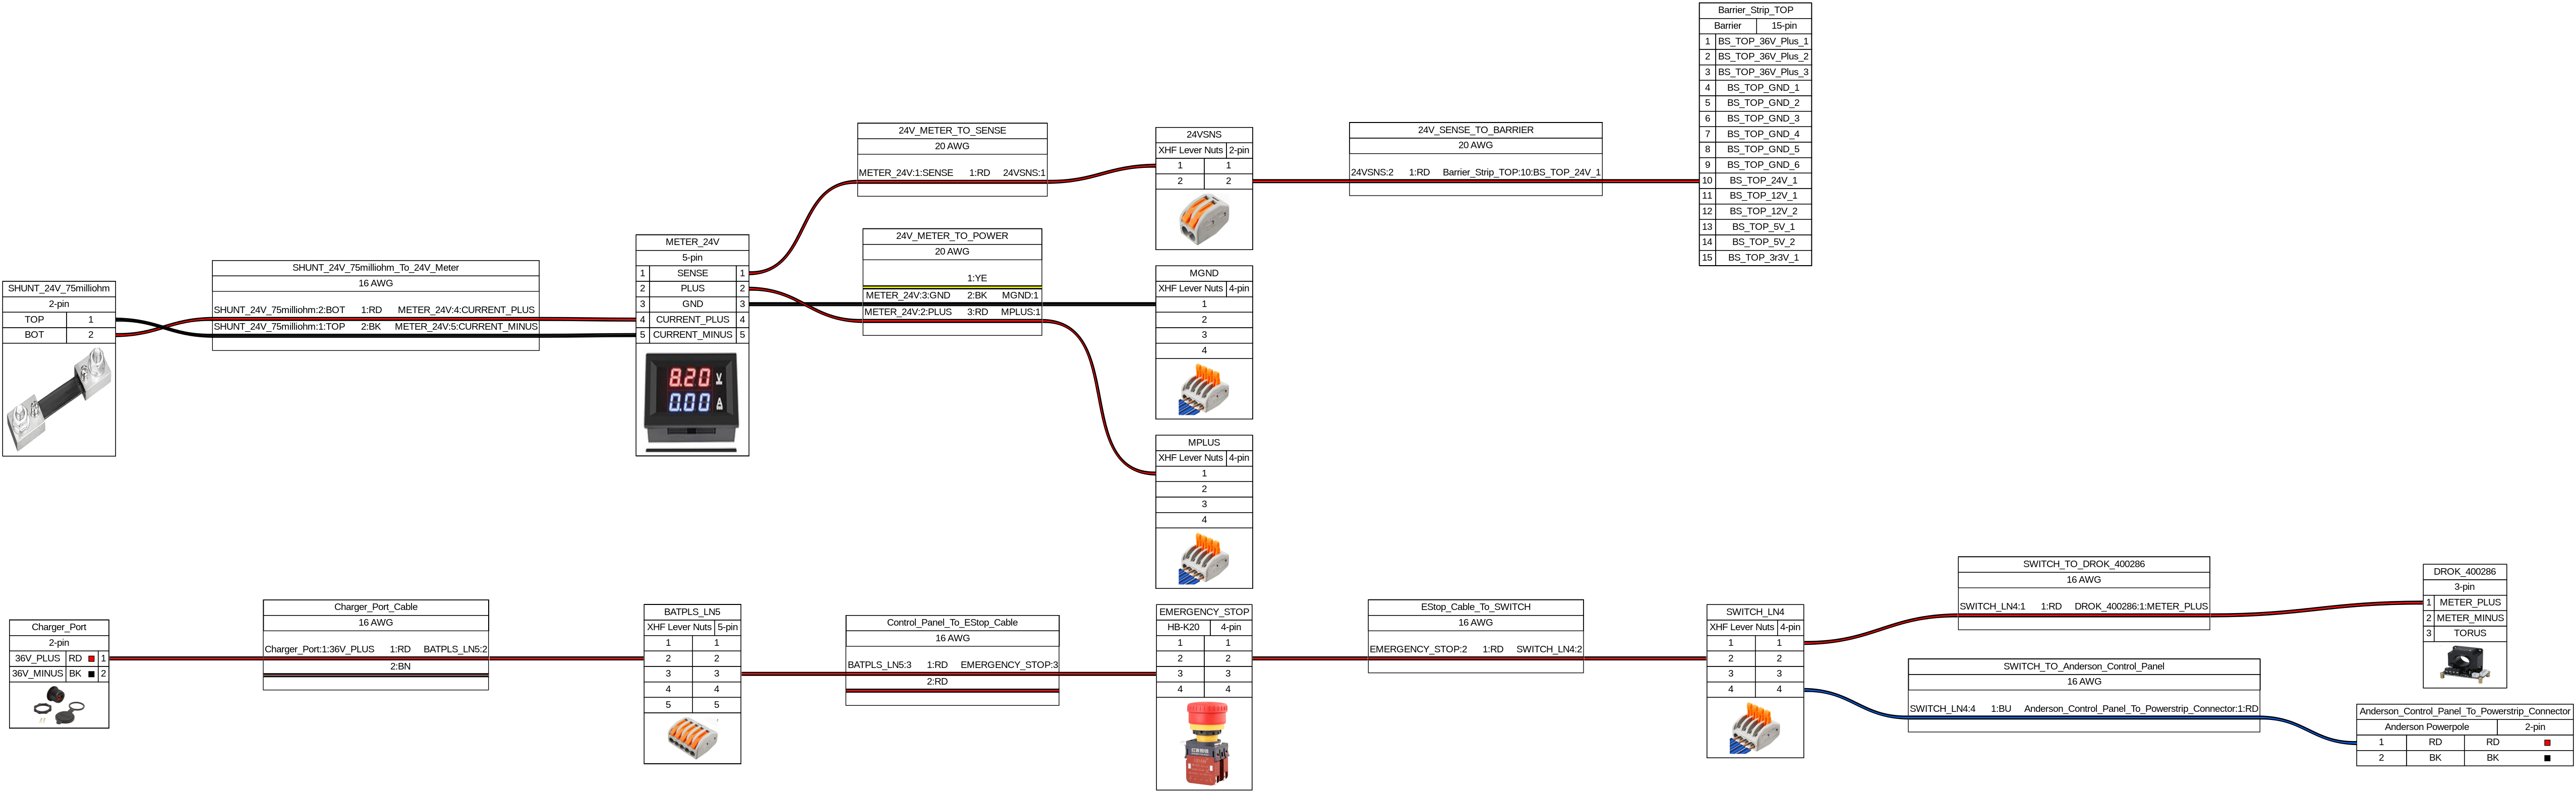 Barrier_Strip_TOP
Barrier 15-pin
1 BS_TOP_36V_Plus_1
2 BS_TOP_36V_Plus_2
3 BS_TOP_36V_Plus_3
4 BS_TOP_GND_1
5 BS_TOP_GND_2
6 BS_TOP_GND_3
7 BS_TOP_GND_4
8 BS_TOP_GND_5
9 BS_TOP_GND_6
10 BS_TOP_24V_1
11 BS_TOP_12V_1
12 BS_TOP_12V_2
13 BS_TOP_5V_1
14 BS_TOP_5V_2
15 BS_TOP_3r3V_1
24V_METER_TO_SENSE
20 AWG
METER_24V:1:SENSE 1:RD 24VSNS:1
24VSNS
XHF Lever Nuts 2-pin
1 1
2 2
24V_SENSE_TO_BARRIER
20 AWG
24VSNS:2 1:RD Barrier_Strip_TOP:10:BS_TOP_24V_1
SHUNT_24V_75milliohm
2-pin
TOP 1
BOT 2
SHUNT_24V_75milliohm_To_24V_Meter
16 AWG
SHUNT_24V_75milliohm:2:BOT 1:RD METER_24V:4:CURRENT_PLUS
SHUNT_24V_75milliohm:1:TOP 2:BK METER_24V:5:CURRENT_MINUS
METER_24V
5-pin
1 SENSE 1
2 PLUS 2
3 GND 3
4 CURRENT_PLUS 4
5 CURRENT_MINUS 5
8.20 V
0.00 A
24V_METER_TO_POWER
20 AWG
1:YE
METER_24V:3:GND 2:BK MGND:1
METER_24V:2:PLUS 3:RD MPLUS:1
MGND
XHF Lever Nuts 4-pin
1
2
3
4
MPLUS
XHF Lever Nuts 4-pin
1
2
3
4
Charger_Port
2-pin
36V_PLUS RD 1
36V_MINUS BK 2
Charger_Port_Cable
16 AWG
Charger_Port:1:36V_PLUS 1:RD BATPLS_LN5:2
2:BN
BATPLS_LN5
XHF Lever Nuts 5-pin
1 1
2 2
3 3
4 4
5 5
Control_Panel_To_EStop_Cable
16 AWG
BATPLS_LN5:3 1:RD EMERGENCY_STOP:3
2:RD
EMERGENCY_STOP
HB-K20 4-pin
1 1
2 2
3 3
4 4
EStop_Cable_To_SWITCH
16 AWG
EMERGENCY_STOP:2 1:RD SWITCH_LN4:2
SWITCH_LN4
XHF Lever Nuts 4-pin
1 1
2 2
3 3
4 4
SWITCH_TO_DROK_400286
16 AWG
SWITCH_LN4:1 1:RD DROK_400286:1:METER_PLUS
SWITCH_TO_Anderson_Control_Panel
16 AWG
SWITCH_LN4:4 1:BU Anderson_Control_Panel_To_Powerstrip_Connector:1:RD
DROK_400286
3-pin
1 METER_PLUS
2 METER_MINUS
3 TORUS
Anderson_Control_Panel_To_Powerstrip_Connector
Anderson Powerpole 2-pin
1 RD RD
2 BK BK